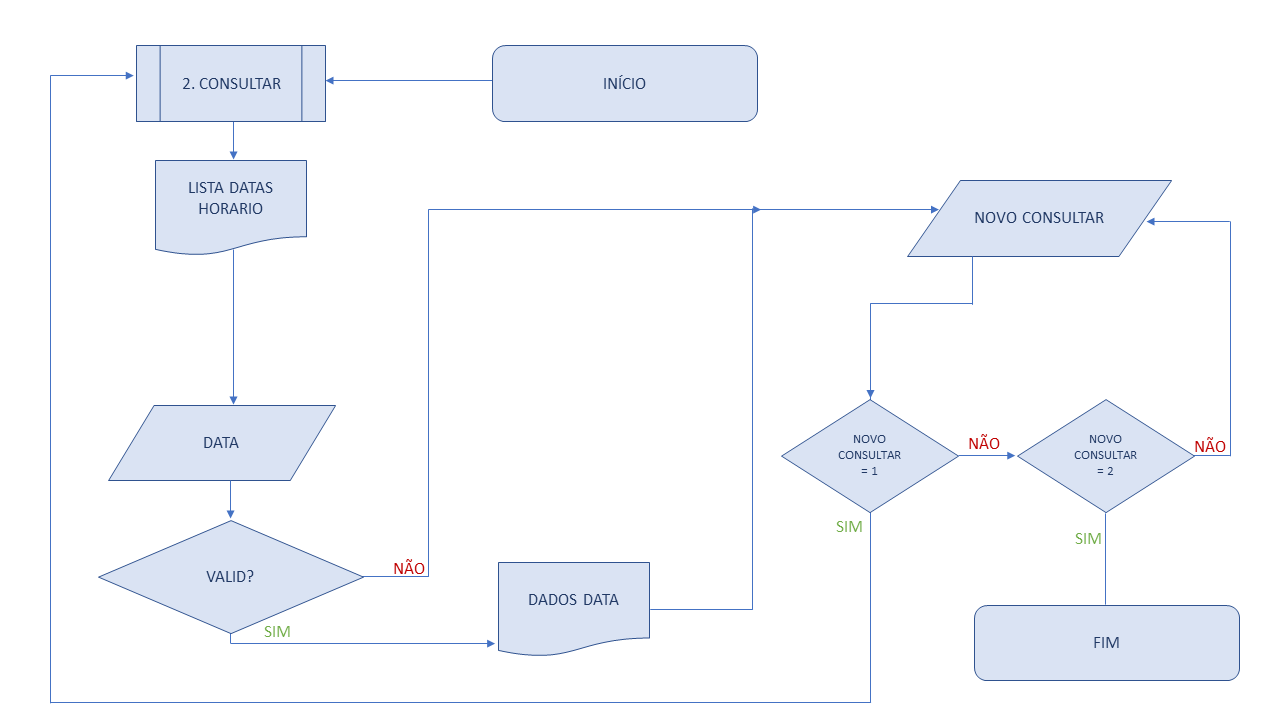 2. CONSULTAR
INÍCIO
LISTA DATAS
HORARIO
NOVO CONSULTAR
DATA
NOVO
CONSULTAR
= 1
NÃO
NOVO
CONSULTAR
= 2
NÃO
SIM
SIM
VALID?
NÃO
SIM
DADOS DATA
FIM